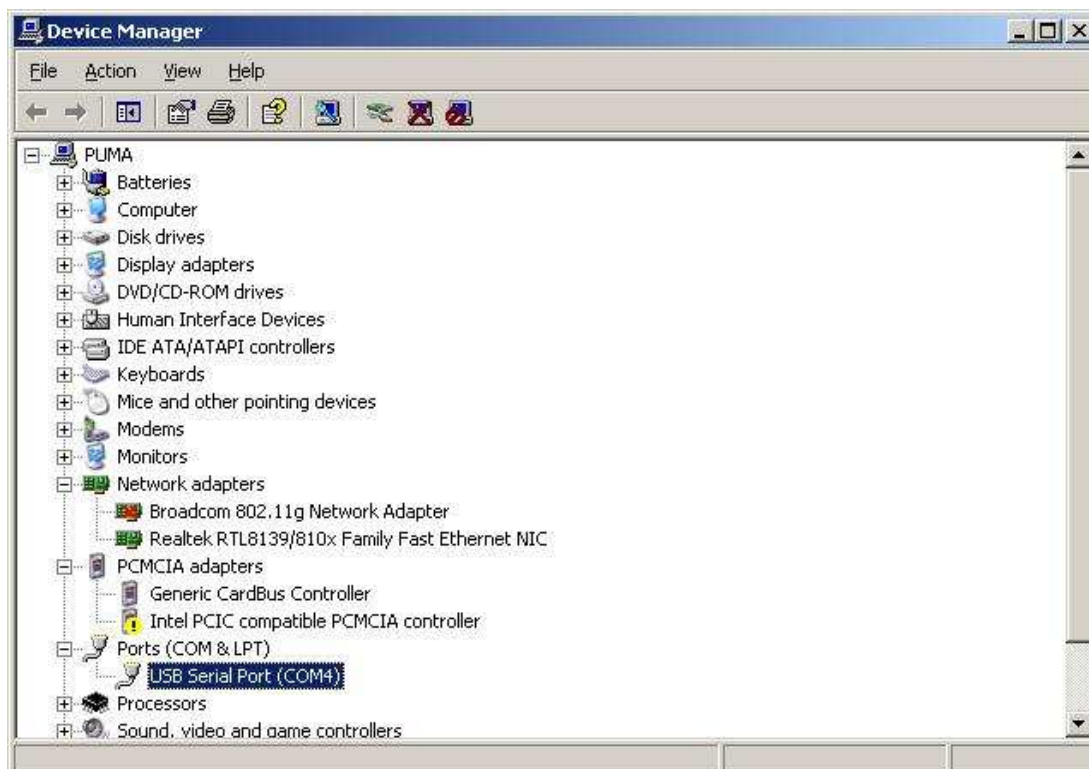 Device Manager
File Action View Help
PUMA
Batteries
Computer
Disk drives
Display adapters
DVD/CD-ROM drives
Human Interface Devices
IDE ATA/ATAPI controllers
Keyboards
Mice and other pointing devices
Modems
Monitors
Network adapters
Broadcom 802.11g Network Adapter
Realtek RTL8139/810x Family Fast Ethernet NIC
PCMCIA adapters
Generic CardBus Controller
Intel PCIC compatible PCMCIA controller
Ports (COM & LPT)
USB Serial Port (COM4)
Processors
Sound, video and game controllers